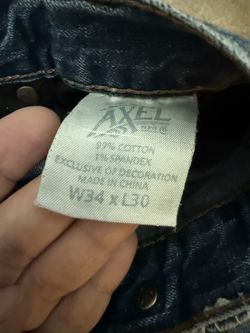 AXEL
99% COTTON
1% SPANDEX
EXCLUSIVE OF DECORATION
MADE IN CHINA
W34 x L30